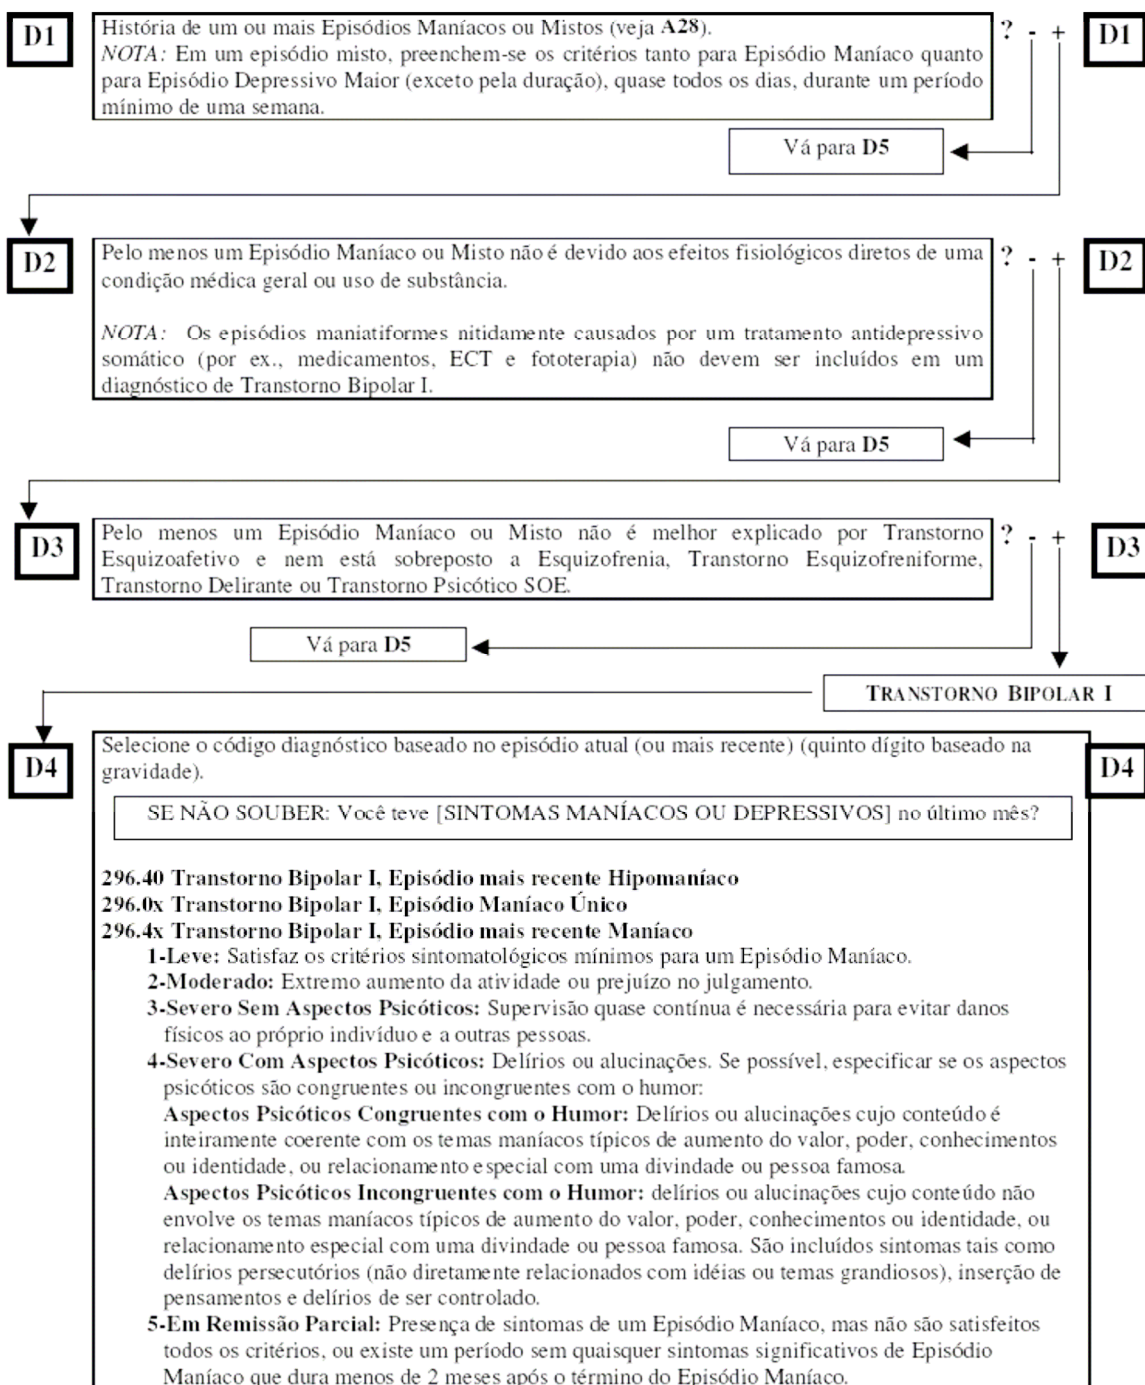 D1
História de um ou mais Episódios Maníacos ou Mistos (veja A28).
? - +
D1
NOTA: Em um episódio misto, preenchem-se os critérios tanto para Episódio Maníaco quanto
para Episódio Depressivo Maior (exceto pela duração), quase todos os dias, durante um período
mínimo de uma semana.
Vá para D5
D2
Pelo menos um Episódio Maníaco ou Misto não é devido aos efeitos fisiológicos diretos de uma
? - +
D2
condição médica geral ou uso de substância.
NOTA: Os episódios maniatiformes nitidamente causados por um tratamento antidepressivo
somático (por ex., medicamentos, ECT e fototerapia) não devem ser incluídos em um
diagnóstico de Transtorno Bipolar I.
Vá para D5
D3
Pelo menos um Episódio Maníaco ou Misto não é melhor explicado por Transtorno
? - +
D3
Esquizoafetivo e nem está sobreposto a Esquizofrenia, Transtorno Esquizofreniforme,
Transtorno Delirante ou Transtorno Psicótico SOE.
Vá para D5
TRANSTORNO BIPOLAR I
D4
Selecione o código diagnóstico baseado no episódio atual (ou mais recente) (quinto dígito baseado na
D4
gravidade).
SE NÃO SOUBER: Você teve [SINTOMAS MANÍACOS OU DEPRESSIVOS] no último mês?
296.40 Transtorno Bipolar I, Episódio mais recente Hipomaníaco
296.0x Transtorno Bipolar I, Episódio Maníaco Único
296.4x Transtorno Bipolar I, Episódio mais recente Maníaco
1-Leve: Satisfaz os critérios sintomatológicos mínimos para um Episódio Maníaco.
2-Moderado: Extremo aumento da atividade ou prejuízo no julgamento.
3-Severo Sem Aspectos Psicóticos: Supervisão quase contínua é necessária para evitar danos
físicos ao próprio indivíduo e a outras pessoas.
4-Severo Com Aspectos Psicóticos: Delírios ou alucinações. Se possível, especificar se os aspectos
psicóticos são congruentes ou incongruentes com o humor:
Aspectos Psicóticos Congruentes com o Humor: Delírios ou alucinações cujo conteúdo é
inteiramente coerente com os temas maníacos típicos de aumento do valor, poder, conhecimentos
ou identidade, ou relacionamento especial com uma divindade ou pessoa famosa.
Aspectos Psicóticos Incongruentes com o Humor: delírios ou alucinações cujo conteúdo não
envolve os temas maníacos típicos de aumento do valor, poder, conhecimentos ou identidade, ou
relacionamento especial com uma divindade ou pessoa famosa. São incluídos sintomas tais como
delírios persecutórios (não diretamente relacionados com idéias ou temas grandiosos), inserção de
pensamentos e delírios de ser controlado.
5-Em Remissão Parcial: Presença de sintomas de um Episódio Maníaco, mas não são satisfeitos
todos os critérios, ou existe um período sem quaisquer sintomas significativos de Episódio
Maníaco que dura menos de 2 meses após o término do Episódio Maníaco.